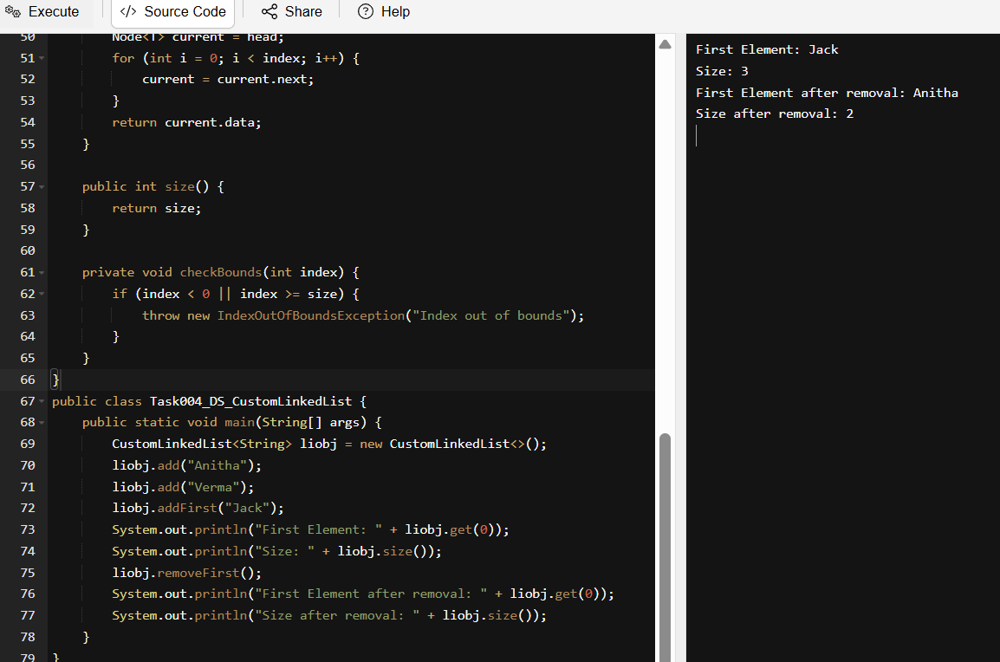 Execute
Source Code
Share
Help
50 Node<T> current = head;
51 for (int i = 0; i < index; i++) {
52 current = current.next;
53 }
54 return current.data;
55 }
56
57 public int size() {
58 return size;
59 }
60
61 private void checkBounds(int index) {
62 if (index < 0 || index >= size) {
63 throw new IndexOutOfBoundsException("Index out of bounds");
64 }
65 }
66 }
67 public class Task004_DS_CustomLinkedList {
68 public static void main(String[] args) {
69 CustomLinkedList<String> liobj = new CustomLinkedList<>();
70 liobj.add("Anitha");
71 liobj.add("Verma");
72 liobj.addFirst("Jack");
73 System.out.println("First Element: " + liobj.get(0));
74 System.out.println("Size: " + liobj.size());
75 liobj.removeFirst();
76 System.out.println("First Element after removal: " + liobj.get(0));
77 System.out.println("Size after removal: " + liobj.size());
78 }
79 }
First Element: Jack
Size: 3
First Element after removal: Anitha
Size after removal: 2